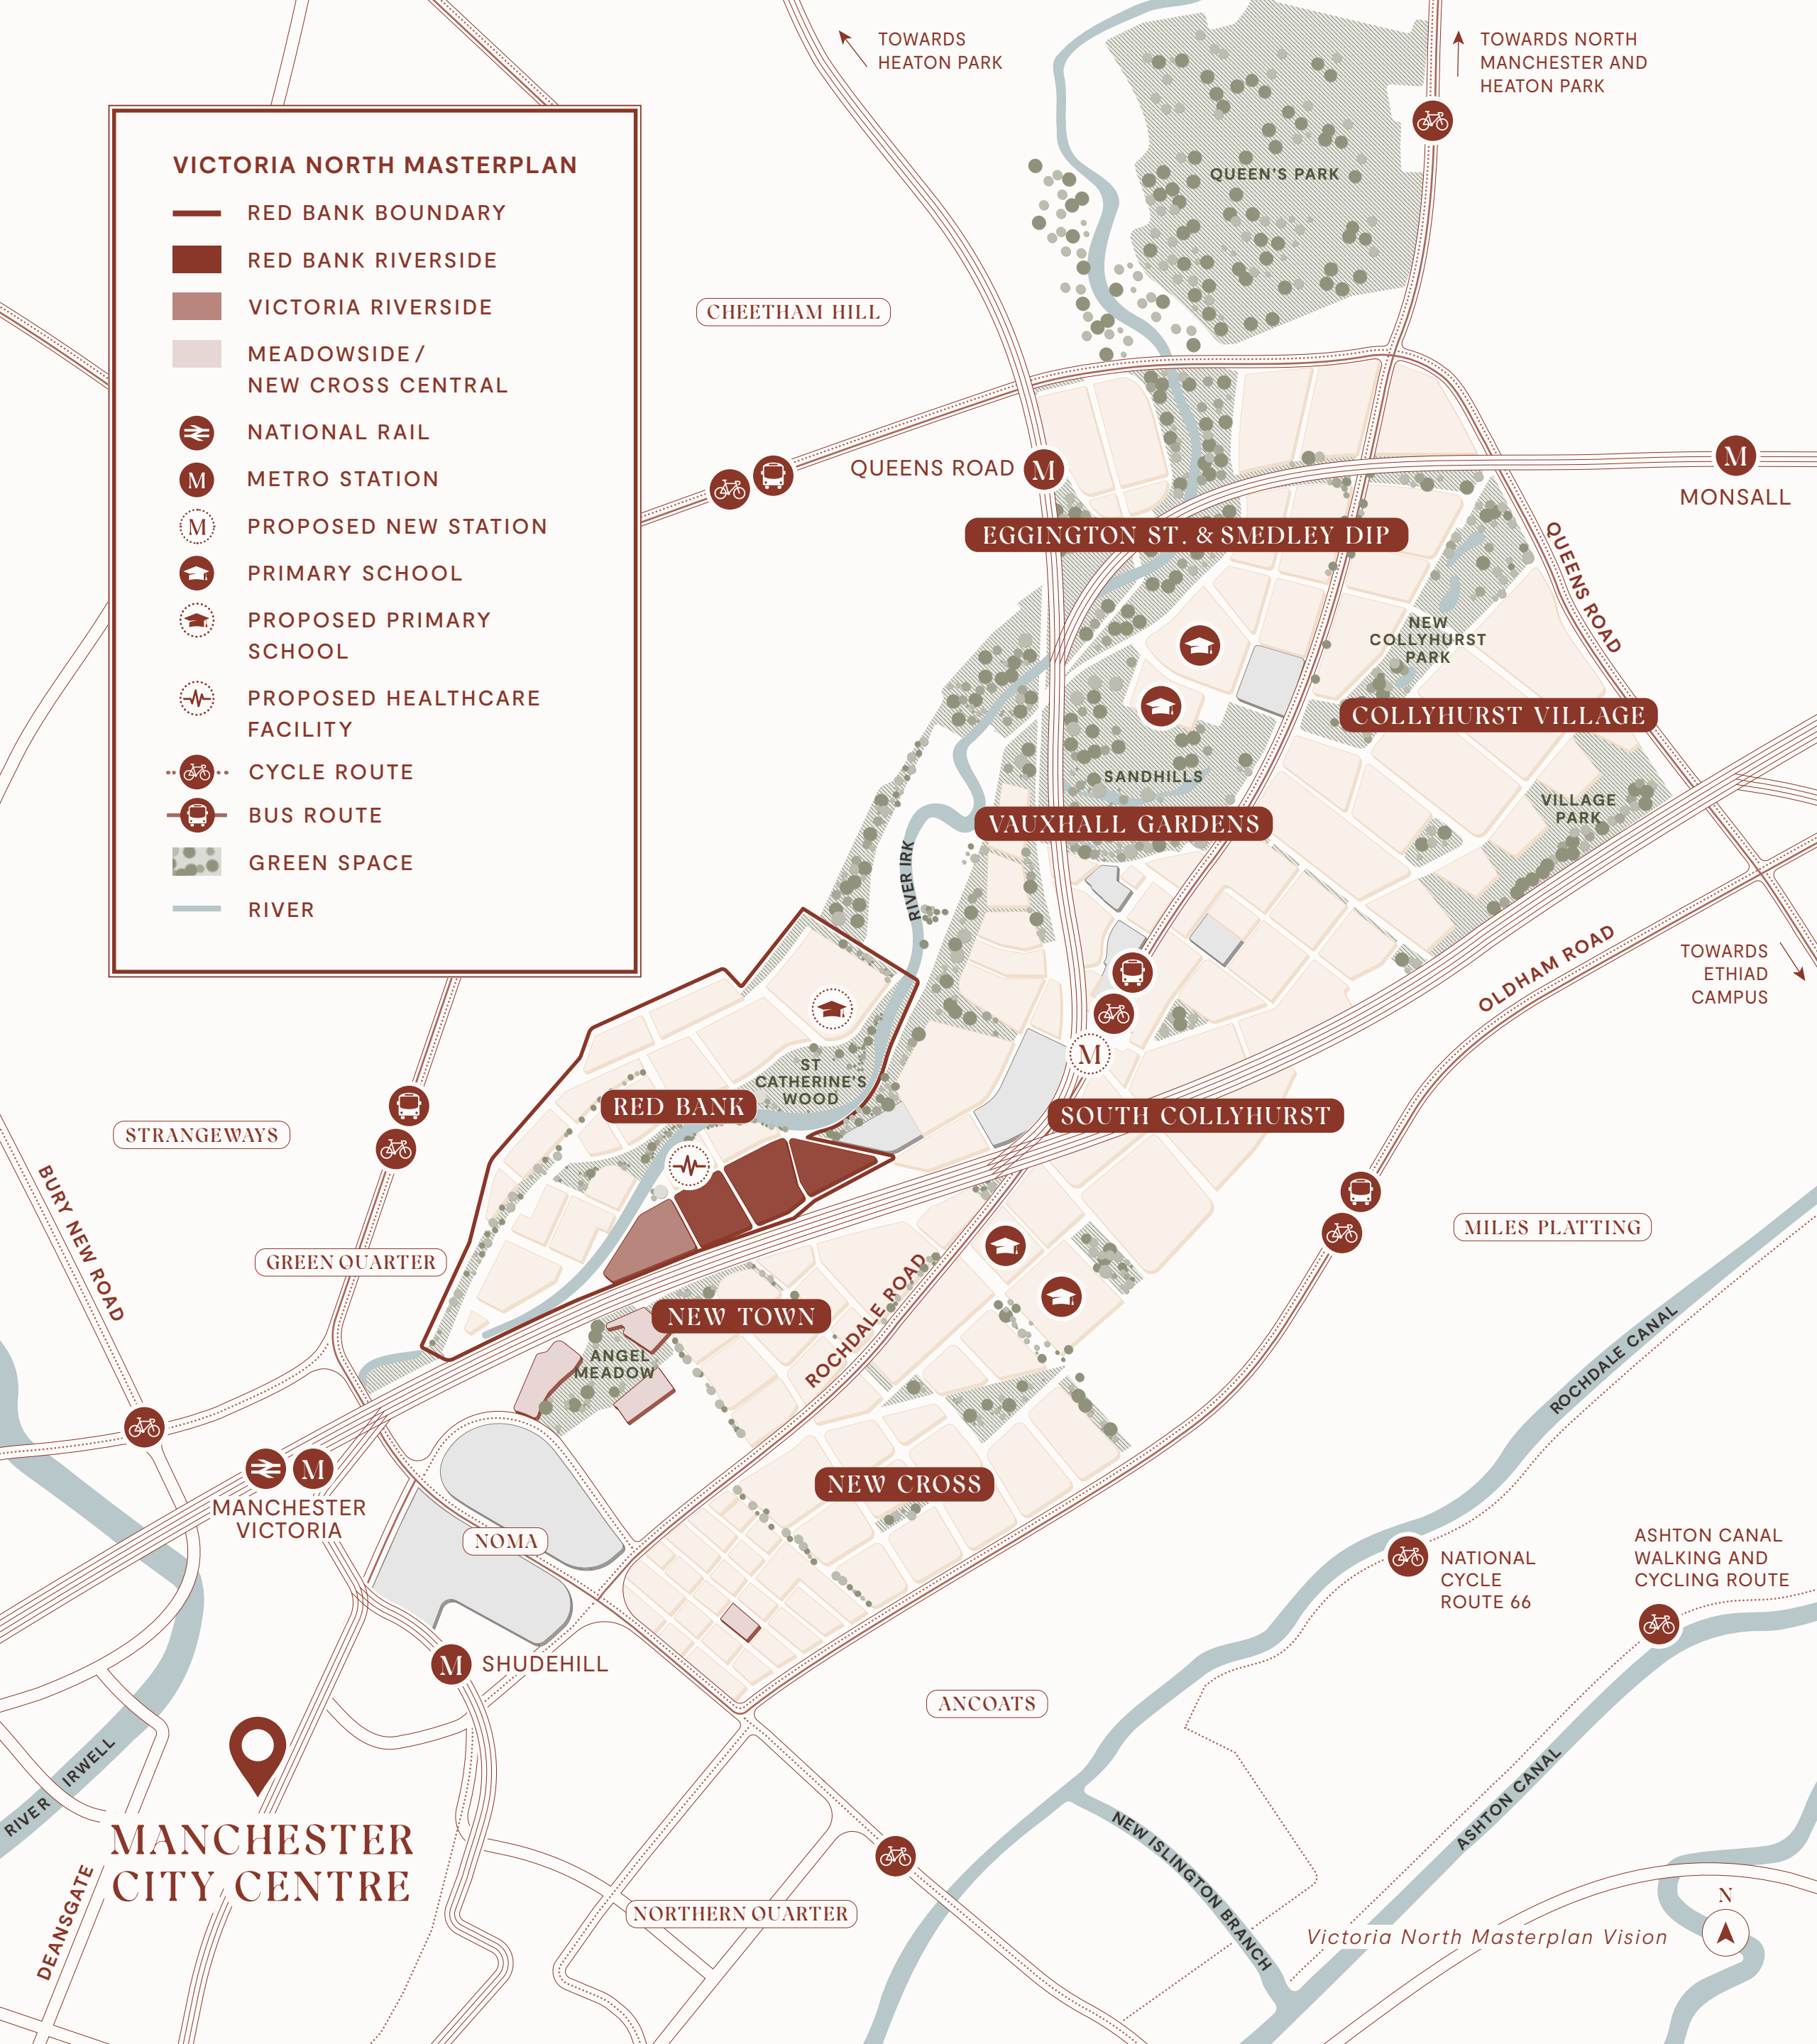 TOWARDS
HEATON PARK
TOWARDS NORTH
MANCHESTER AND
HEATON PARK
VICTORIA NORTH MASTERPLAN
RED BANK BOUNDARY
RED BANK RIVERSIDE
VICTORIA RIVERSIDE
MEADOWSIDE/
NEW CROSS CENTRAL
NATIONAL RAIL
M
METRO STATION
M
PROPOSED NEW STATION
PRIMARY SCHOOL
PROPOSED PRIMARY
SCHOOL
PROPOSED HEALTHCARE
FACILITY
CYCLE ROUTE
BUS ROUTE
GREEN SPACE
RIVER
QUEEN'S PARK
CHEETHAM HILL
QUEENS ROAD
M
M
MONSALL
EGGINGTON ST. & SMEDLEY DIP
QUEENS ROAD
NEW
COLLYHURST
PARK
COLLYHURST VILLAGE
SANDHILLS
VILLAGE
PARK
VAUXHALL GARDENS
RIVER IRK
OLDHAM ROAD
TOWARDS
ETHIAD
CAMPUS
M
ST
CATHERINE'S
WOOD
RED BANK
SOUTH COLLYHURST
STRANGEWAYS
BURY NEW ROAD
GREEN QUARTER
MILES PLATTING
NEW TOWN
ROCHDALE ROAD
ANGEL
MEADOW
ROCHDALE CANAL
M
MANCHESTER
VICTORIA
NEW CROSS
NOMA
NATIONAL
CYCLE
ROUTE 66
ASHTON CANAL
WALKING AND
CYCLING ROUTE
M
SHUDEHILL
ANCOATS
RIVER IRWELL
MANCHESTER
CITY CENTRE
DEANSGATE
NORTHERN QUARTER
NEW ISLINGTON BRANCH
ASHTON CANAL
N
Victoria North Masterplan Vision